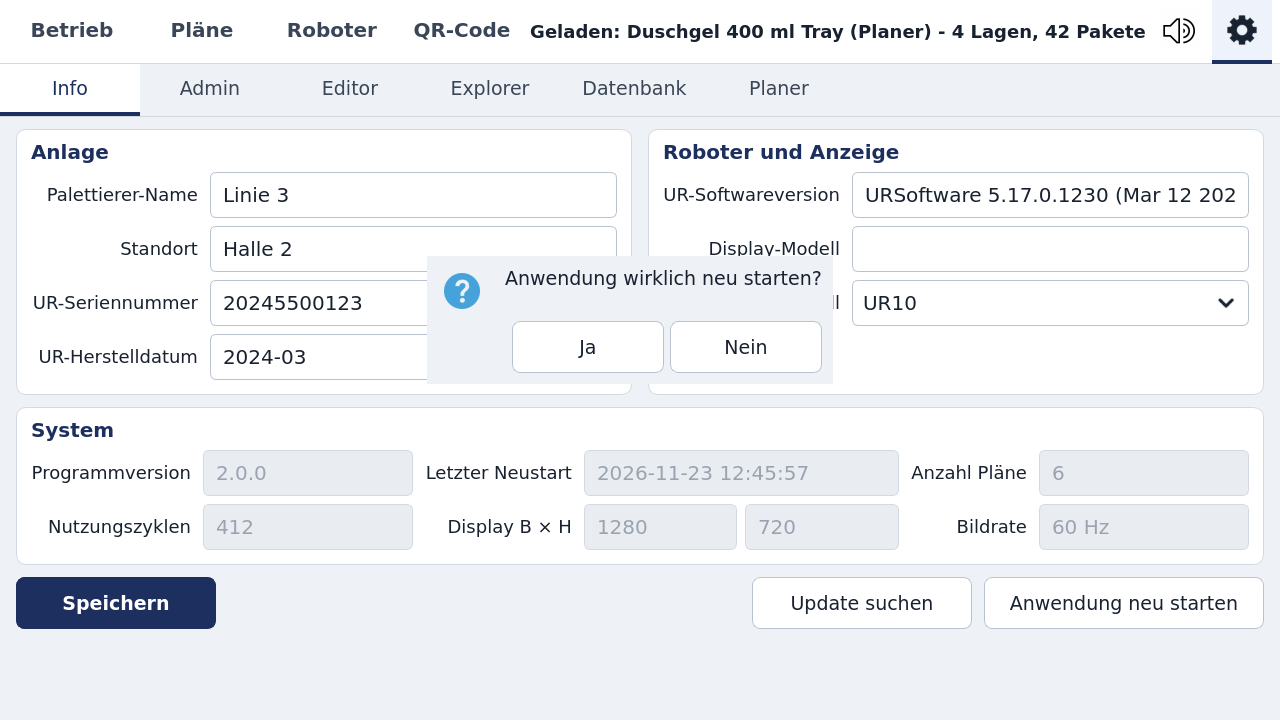 Betrieb Pläne Roboter QR-Code Geladen: Duschgel 400 ml Tray (Planer) - 4 Lagen, 42 Pakete
Info Admin Editor Explorer Datenbank Planer
Anlage
Palettierer-Name Linie 3
Standort Halle 2
UR-Seriennummer 20245500123
UR-Herstelldatum 2024-03
Roboter und Anzeige
UR-Softwareversion URSoftware 5.17.0.1230 (Mar 12 202
Display-Modell
UR10
Anwendung wirklich neu starten?
Ja Nein
System
Programmversion 2.0.0 Letzter Neustart 2026-11-23 12:45:57 Anzahl Pläne 6
Nutzungszyklen 412 Display B × H 1280 720 Bildrate 60 Hz
Speichern Update suchen Anwendung neu starten